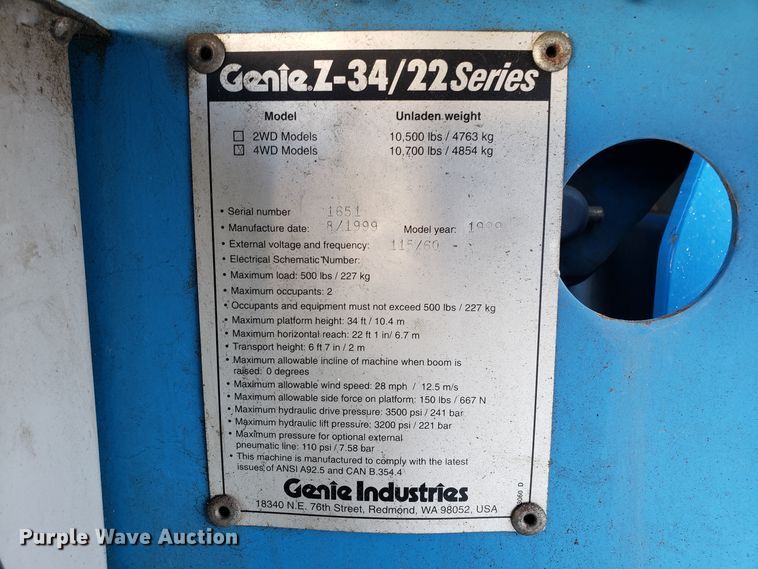 Genie Z-34/22 Series
Model Unladen weight
2WD Models 10,500 lbs / 4763 kg
4WD Models 10,700 lbs / 4854 kg
• Serial number 1651
• Manufacture date: 8/1999 Model year: 1999
• External voltage and frequency: 115/60 -
• Electrical Schematic Number:
• Maximum load: 500 lbs / 227 kg
• Maximum occupants: 2
• Occupants and equipment must not exceed 500 lbs / 227 kg
• Maximum platform height: 34 ft / 10.4 m
• Maximum horizontal reach: 22 ft 1 in/ 6.7 m
• Transport height: 6 ft 7 in / 2 m
• Maximum allowable incline of machine when boom is
raised: 0 degrees
• Maximum allowable wind speed: 28 mph / 12.5 m/s
• Maximum allowable side force on platform: 150 lbs / 667 N
• Maximum hydraulic drive pressure: 3500 psi / 241 bar
• Maximum hydraulic lift pressure: 3200 psi / 221 bar
• Maximum pressure for optional external
pneumatic line: 110 psi / 7.58 bar
• This machine is manufactured to comply with the latest
issues of ANSI A92.5 and CAN B.354.4
Genie Industries
18340 N.E. 76th Street, Redmond, WA 98052, USA
Purple Wave Auction